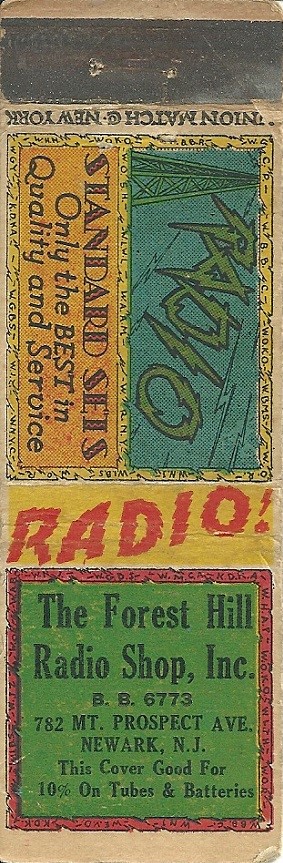 UNION MATCH CO NEW YORK
RADIO
STANDARD SETS
Only the BEST in
Quality and Service
RADIO!
The Forest Hill
Radio Shop, Inc.
B. B. 6773
782 MT. PROSPECT AVE.
NEWARK, N.J.
This Cover Good For
10% On Tubes & Batteries